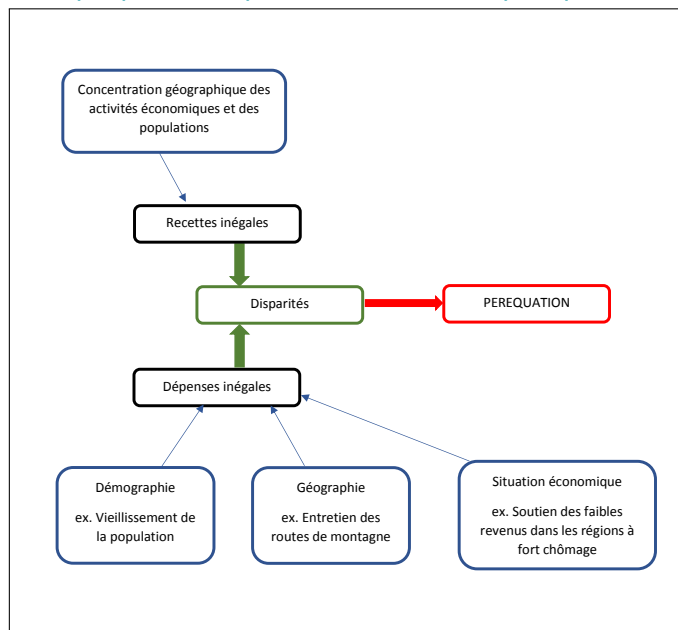 Concentration géographique des
activités économiques et des
populations
Recettes inégales
Disparités
PEREQUATION
Dépenses inégales
Démographie
ex. Vieillissement de
la population
Géographie
ex. Entretien des
routes de montagne
Situation économique
ex. Soutien des faibles
revenus dans les régions à
fort chômage